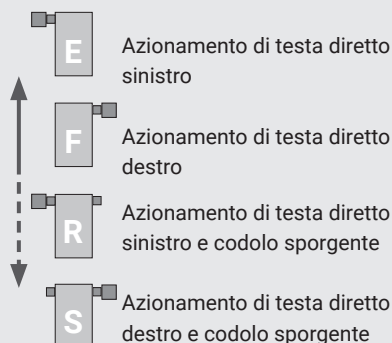 E
Azionamento di testa diretto
sinistro
F
Azionamento di testa diretto
destro
R
Azionamento di testa diretto
sinistro e codolo sporgente
S
Azionamento di testa diretto
destro e codolo sporgente